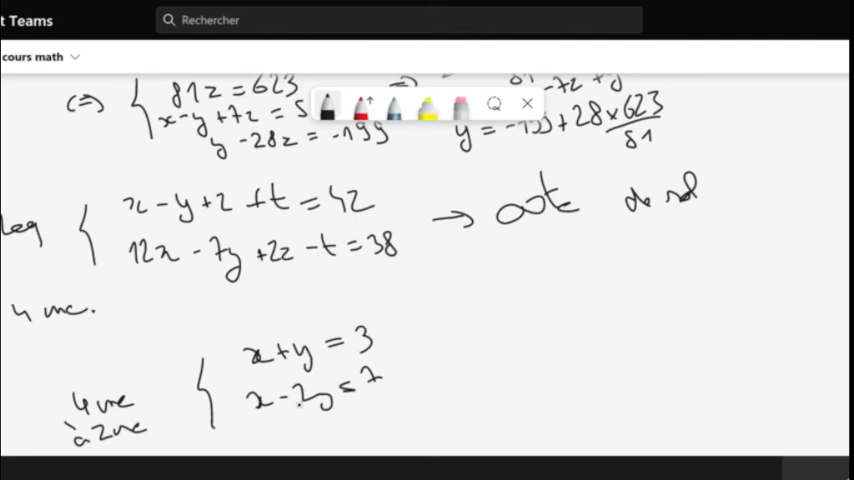 t Teams
Rechercher
cours math
(=) { 81z = 623
x-y+7z = 5
y-28z = -199
y = -199+28×623
81
{ x-y+z+t = 42
12x-7y+2z-t = 38
→ ∞té de sol
4 inc.
4 inc
à 2 inc
{ x+y = 3
x-2y = 7